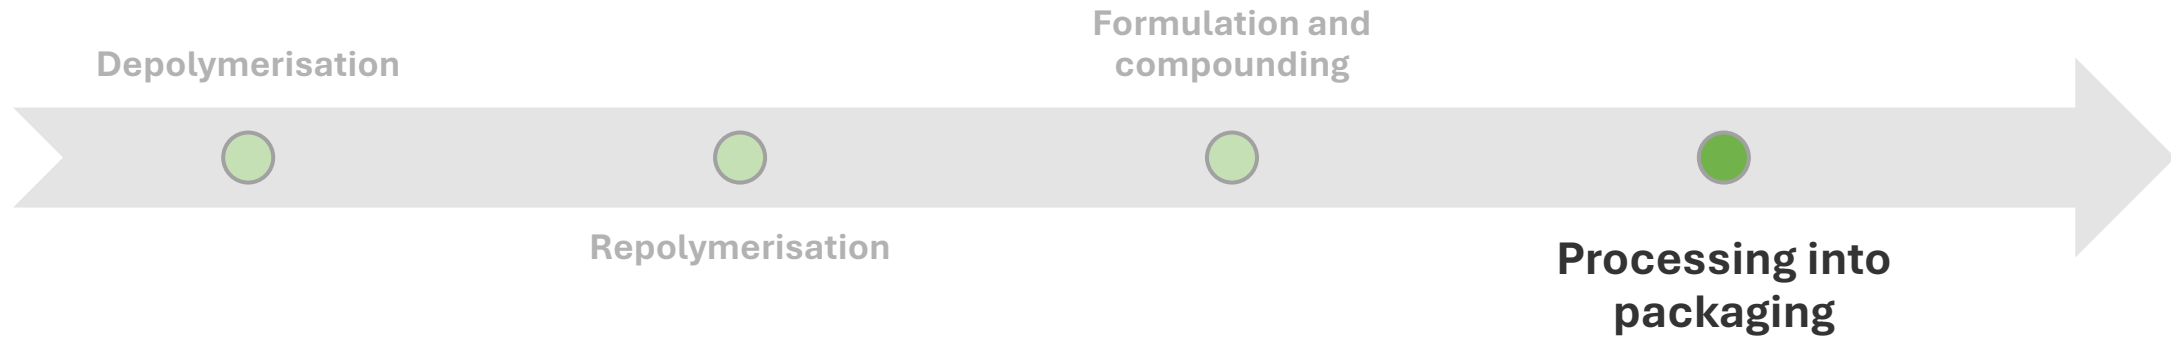 Depolymerisation
Repolymerisation
Formulation and
compounding
Processing into
packaging